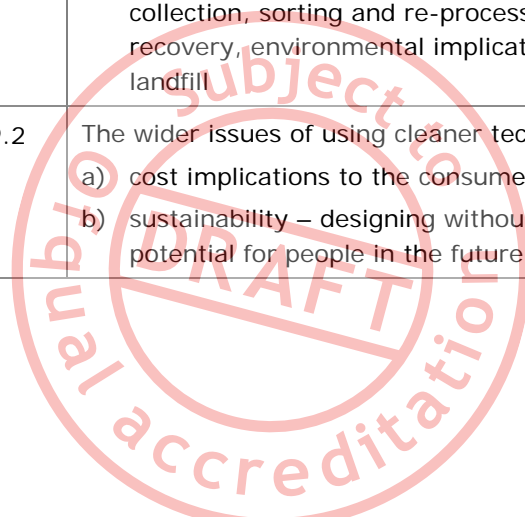 collection, sorting and re-process
recovery, environmental implicat
landfill
.2 The wider issues of using cleaner tec
a) cost implications to the consume
b) sustainability – designing withou
potential for people in the future
Subject to
DRAFT
Ofqual accreditation